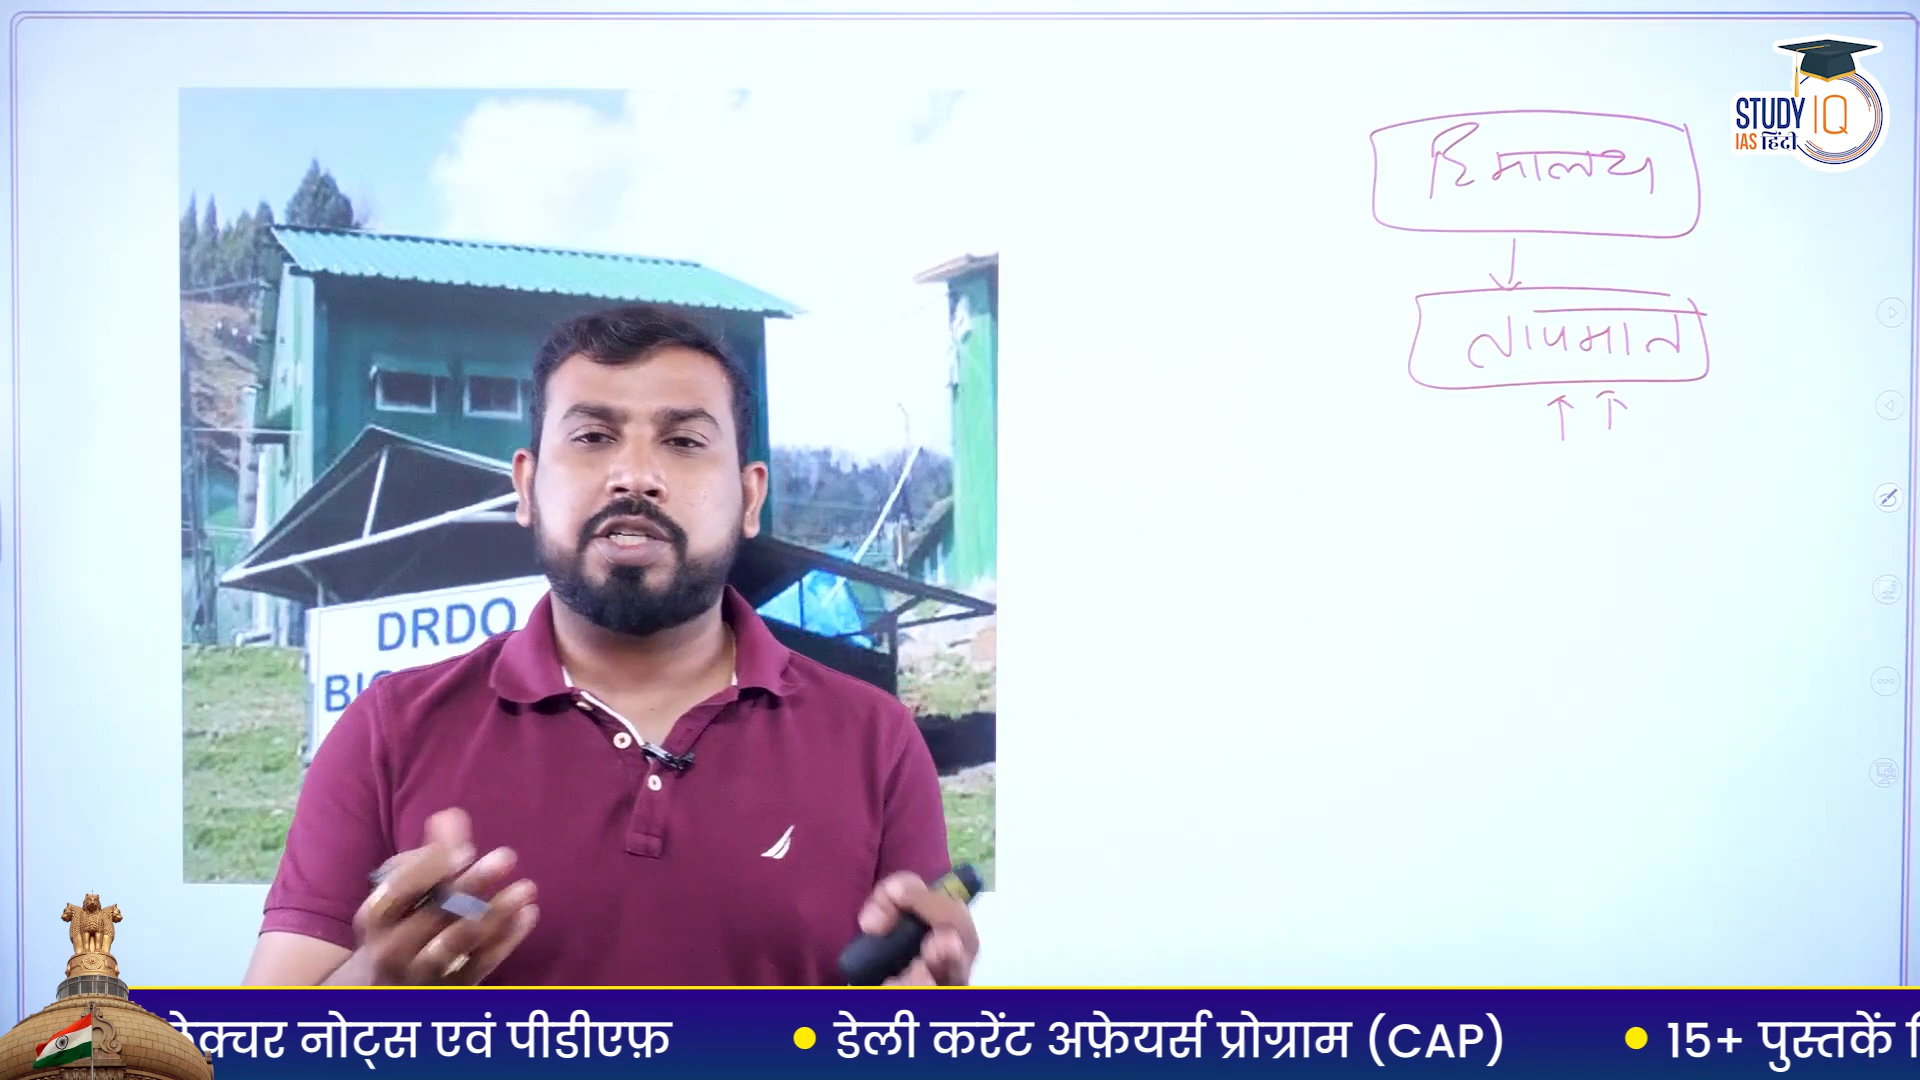 STUDY IQ
IAS हिंदी
हिमालय
तापमान
DRDO
लेक्चर नोट्स एवं पीडीएफ़ • डेली करेंट अफ़ेयर्स प्रोग्राम (CAP) • 15+ पुस्तकें